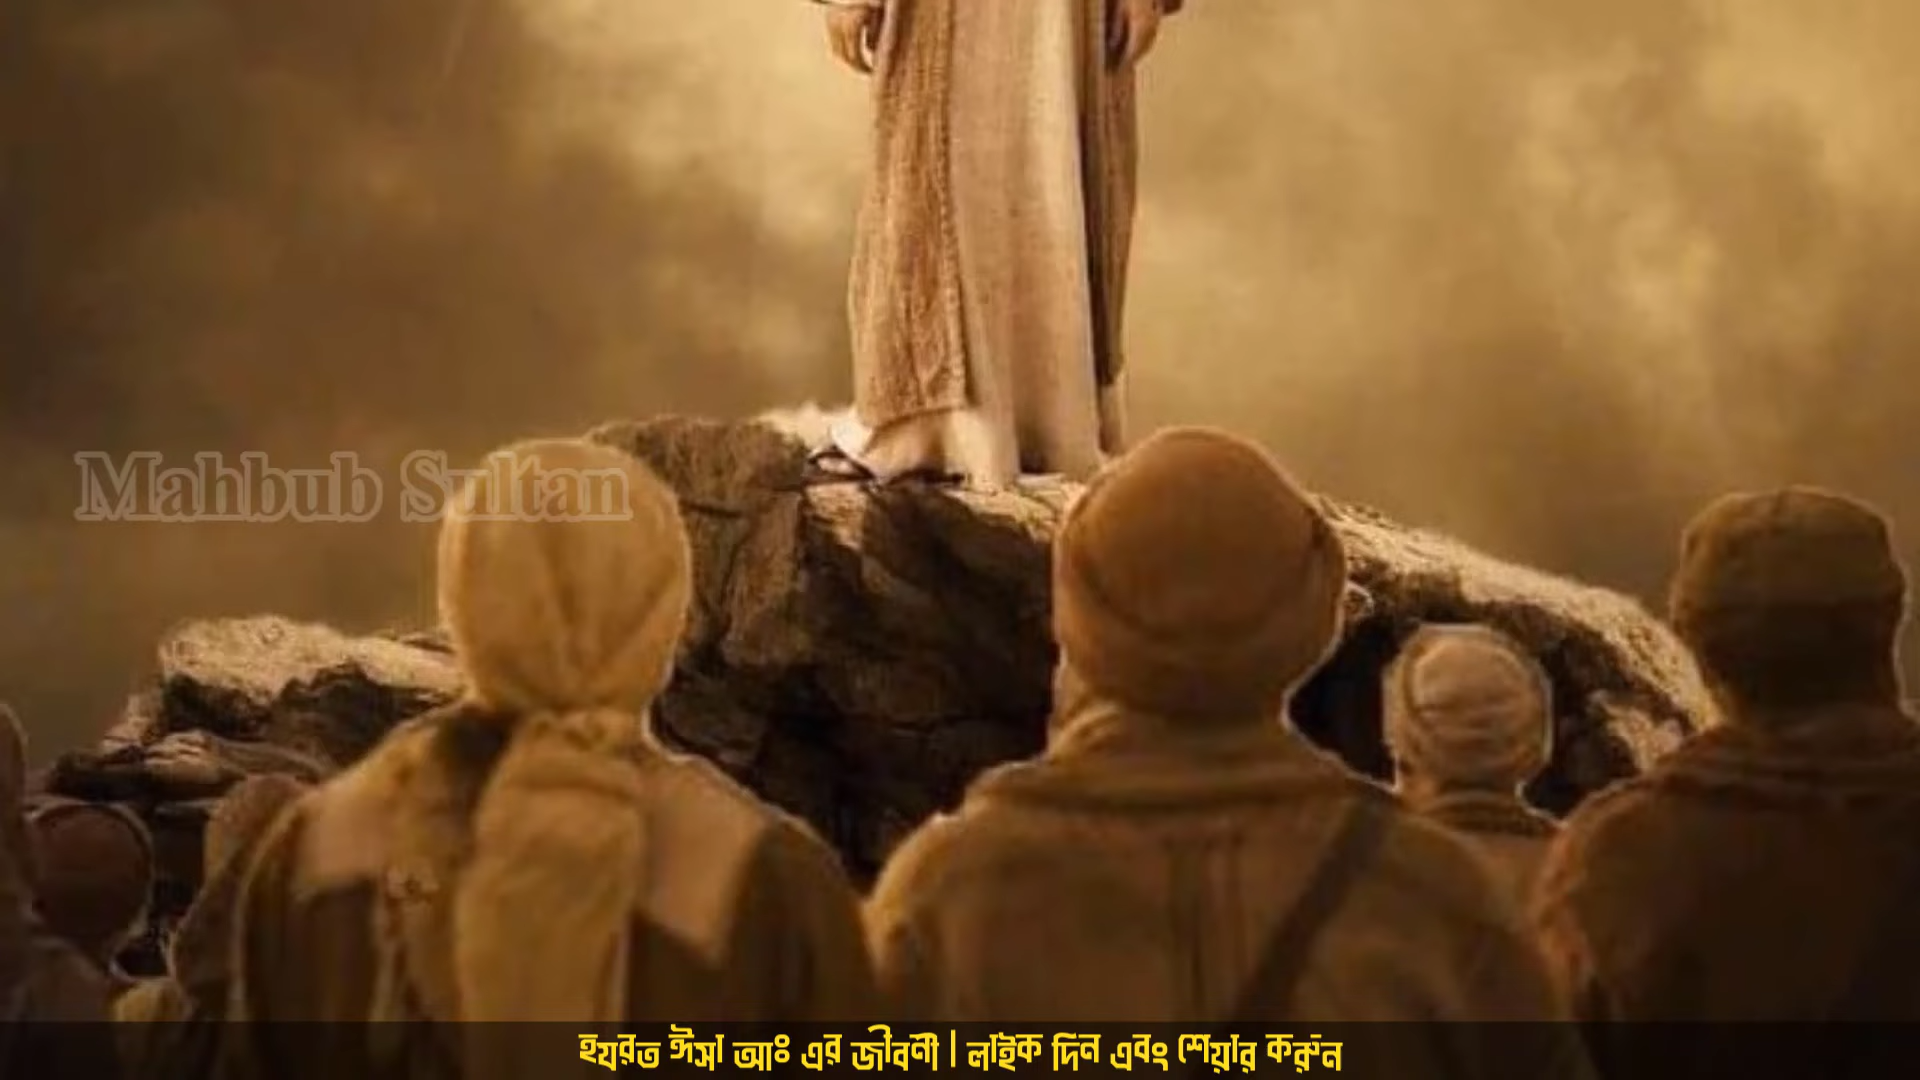 Mahbub Sultan
হযরত ঈসা আঃ এর জীবনী | লাইক দিন এবং শেয়ার করুন